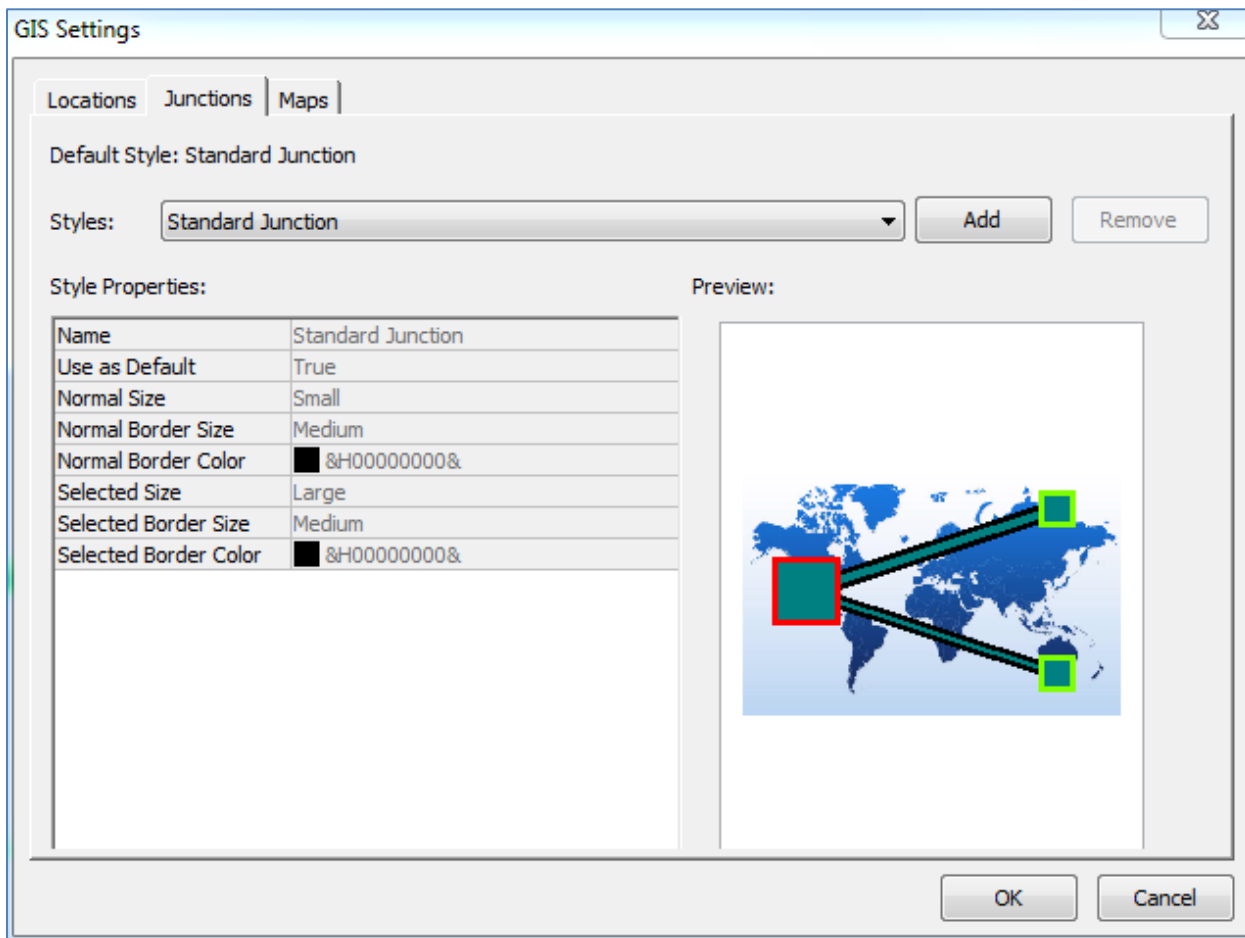 GIS Settings
Locations Junctions Maps
Default Style: Standard Junction
Styles: Standard Junction Add Remove
Style Properties: Preview:
Name Standard Junction
Use as Default True
Normal Size Small
Normal Border Size Medium
Normal Border Color &H00000000&
Selected Size Large
Selected Border Size Medium
Selected Border Color &H00000000&
OK Cancel